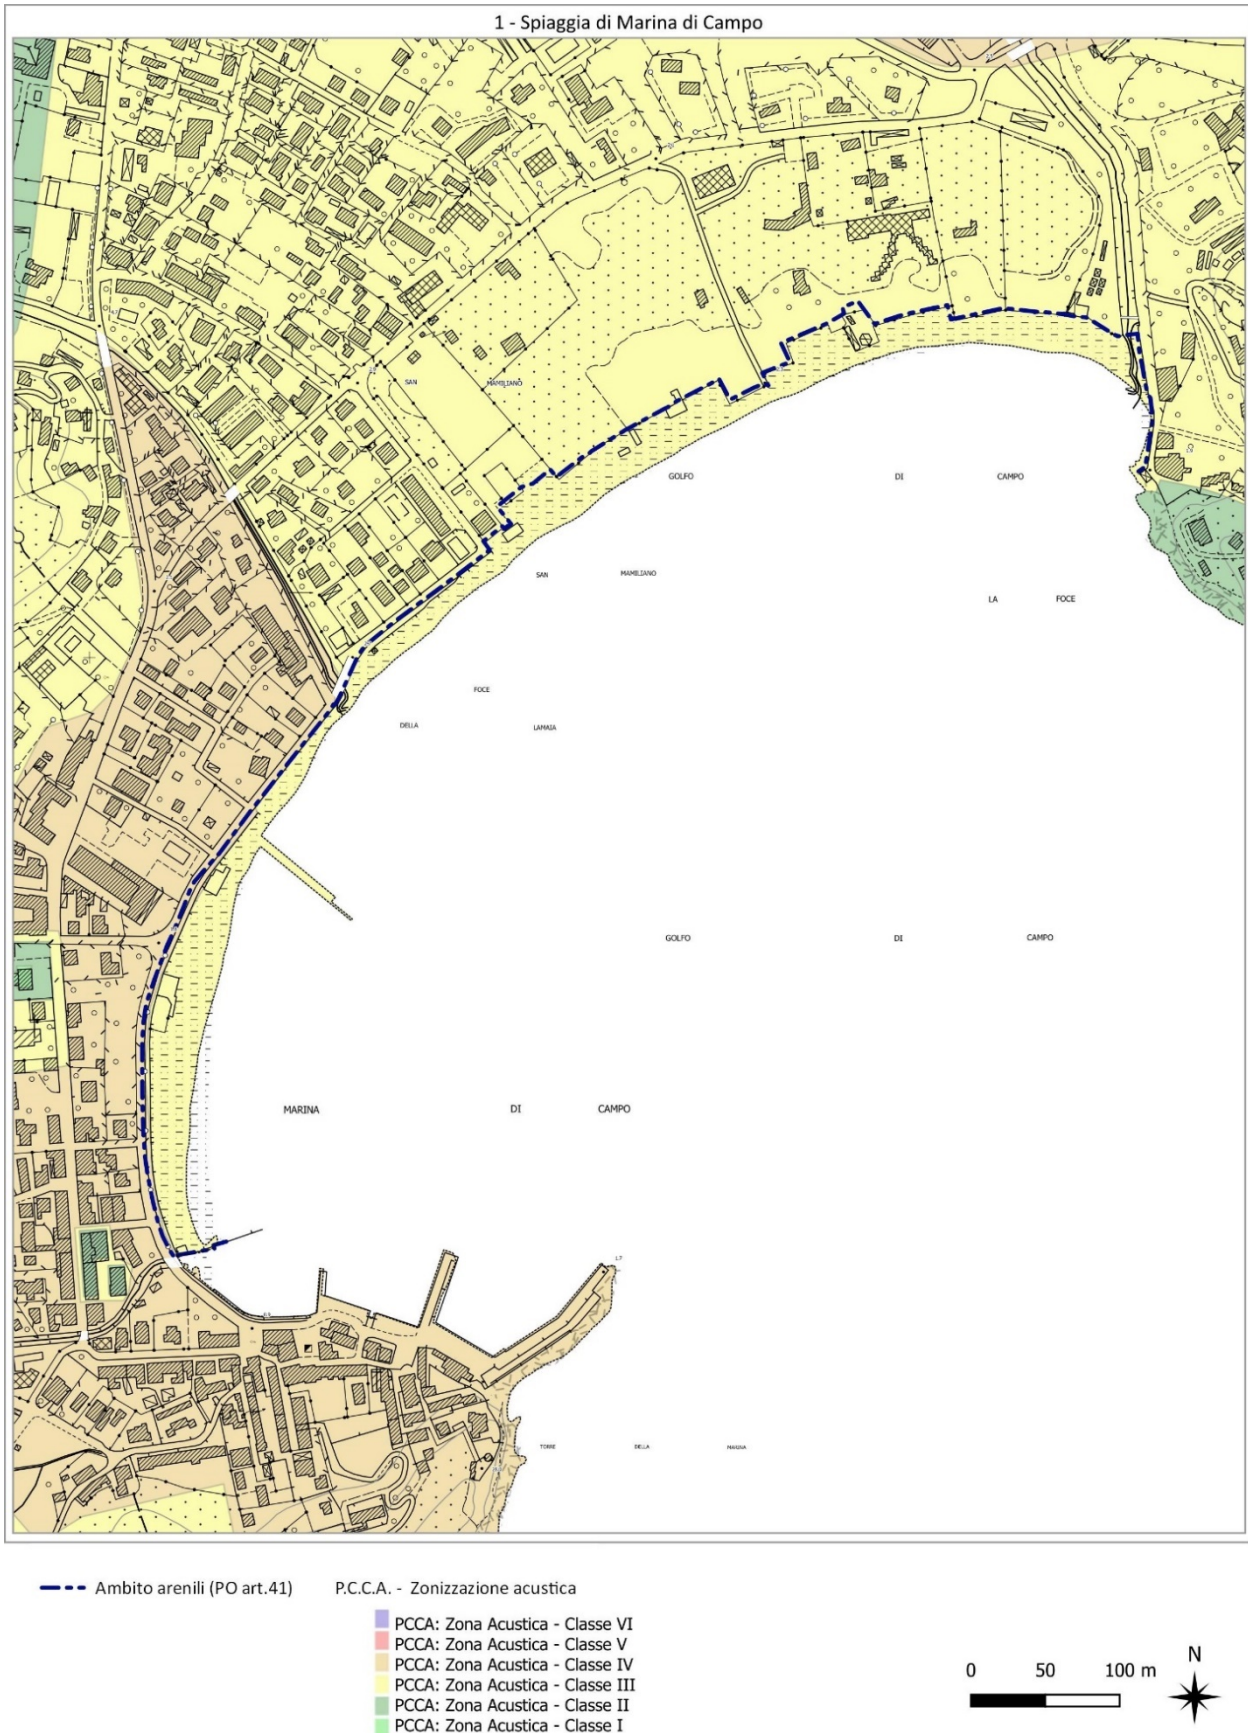 1 - Spiaggia di Marina di Campo
SAN MAMILIANO
GOLFO DI CAMPO
SAN MAMILIANO
LA FOCE
FOCE
DELLA LAMAIA
GOLFO DI CAMPO
MARINA DI CAMPO
TORRE DELLA MARINA
Ambito arenili (PO art.41) P.C.C.A. - Zonizzazione acustica
PCCA: Zona Acustica - Classe VI
PCCA: Zona Acustica - Classe V
PCCA: Zona Acustica - Classe IV
PCCA: Zona Acustica - Classe III
PCCA: Zona Acustica - Classe II
PCCA: Zona Acustica - Classe I
N
0 50 100 m